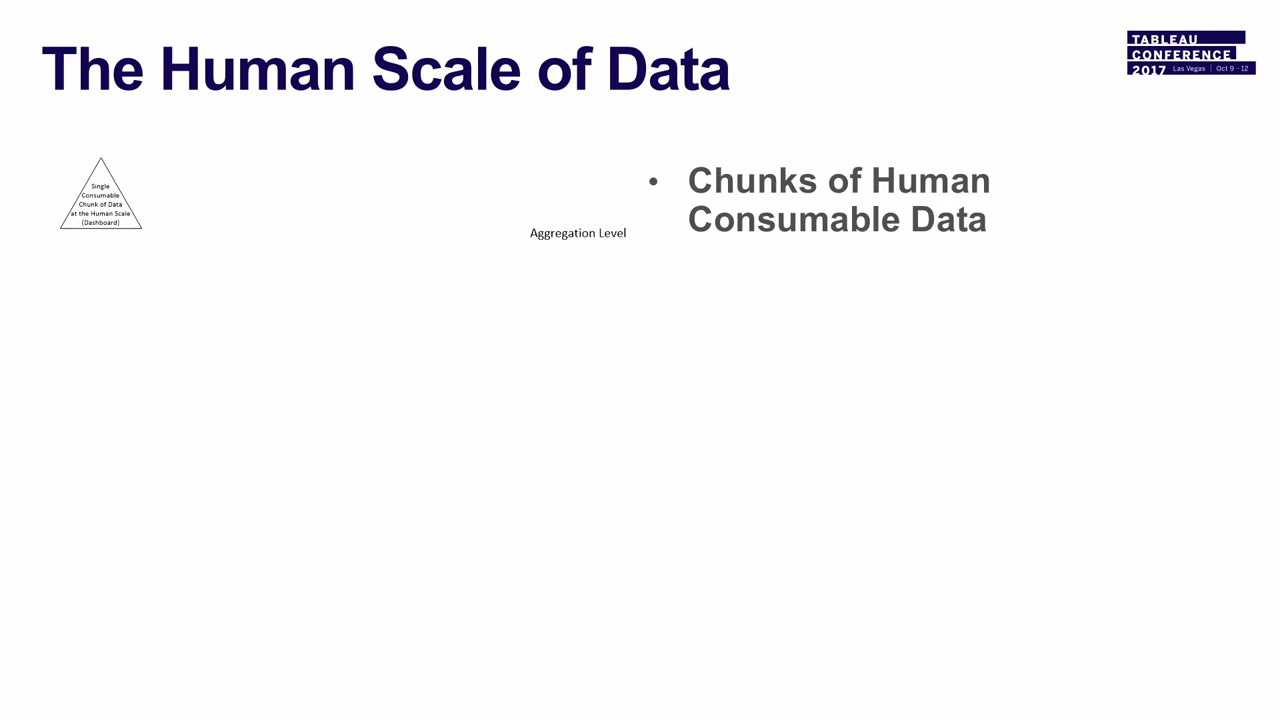 The Human Scale of Data
TABLEAU
CONFERENCE
2017 Las Vegas | Oct 9 - 12
Single
Consumable
Chunk of Data
at the Human Scale
(Dashboard)
Aggregation Level
• Chunks of Human
Consumable Data